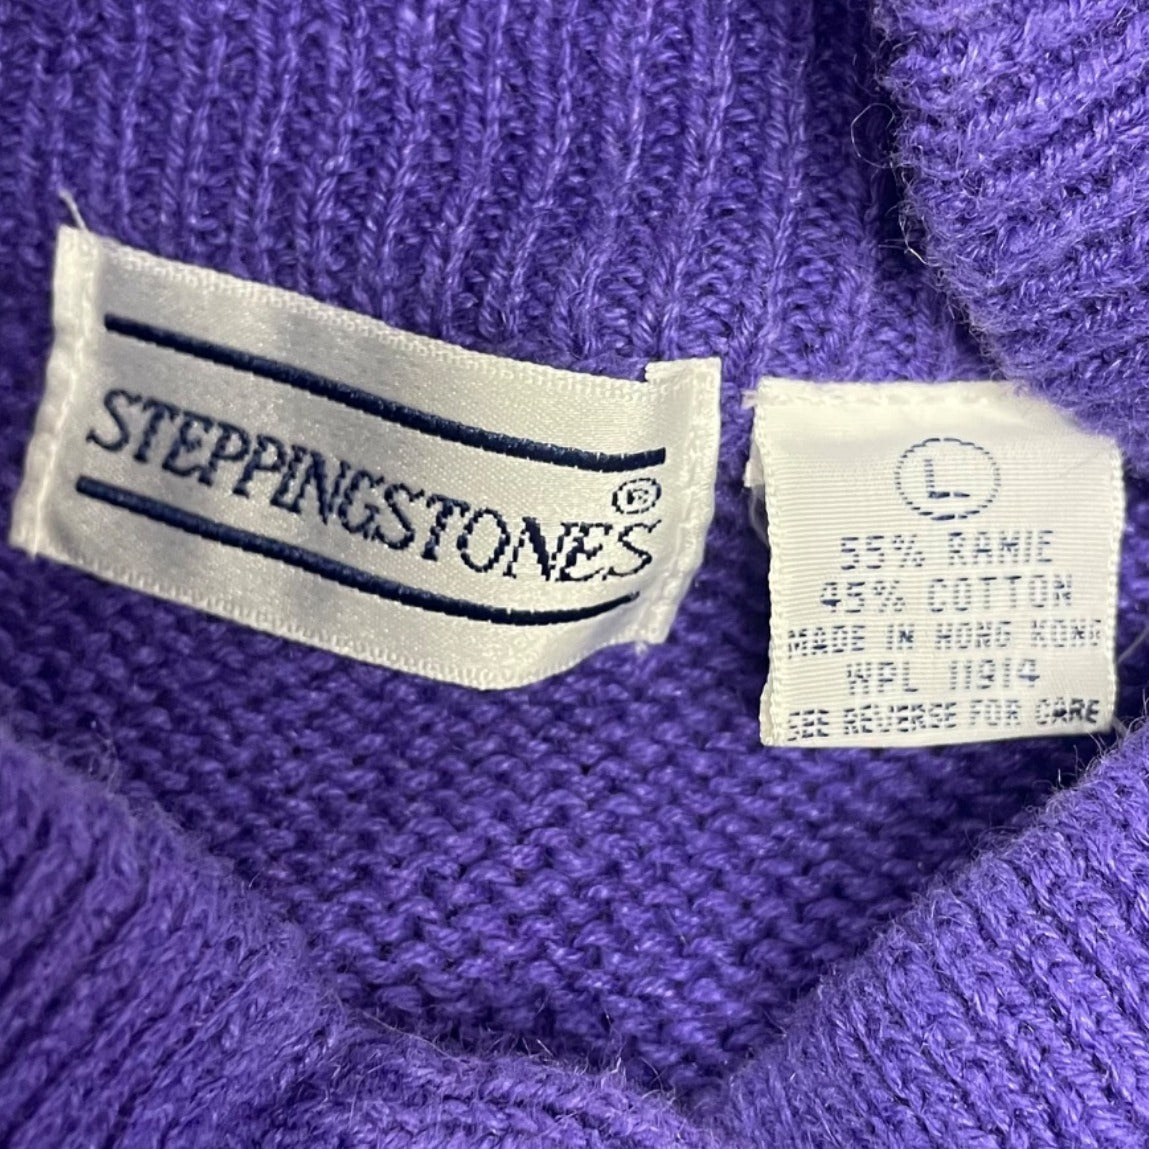 STEPPINGSTONES®
L
55% RAMIE
45% COTTON
MADE IN HONG KONG
WPL 11914
SEE REVERSE FOR CARE